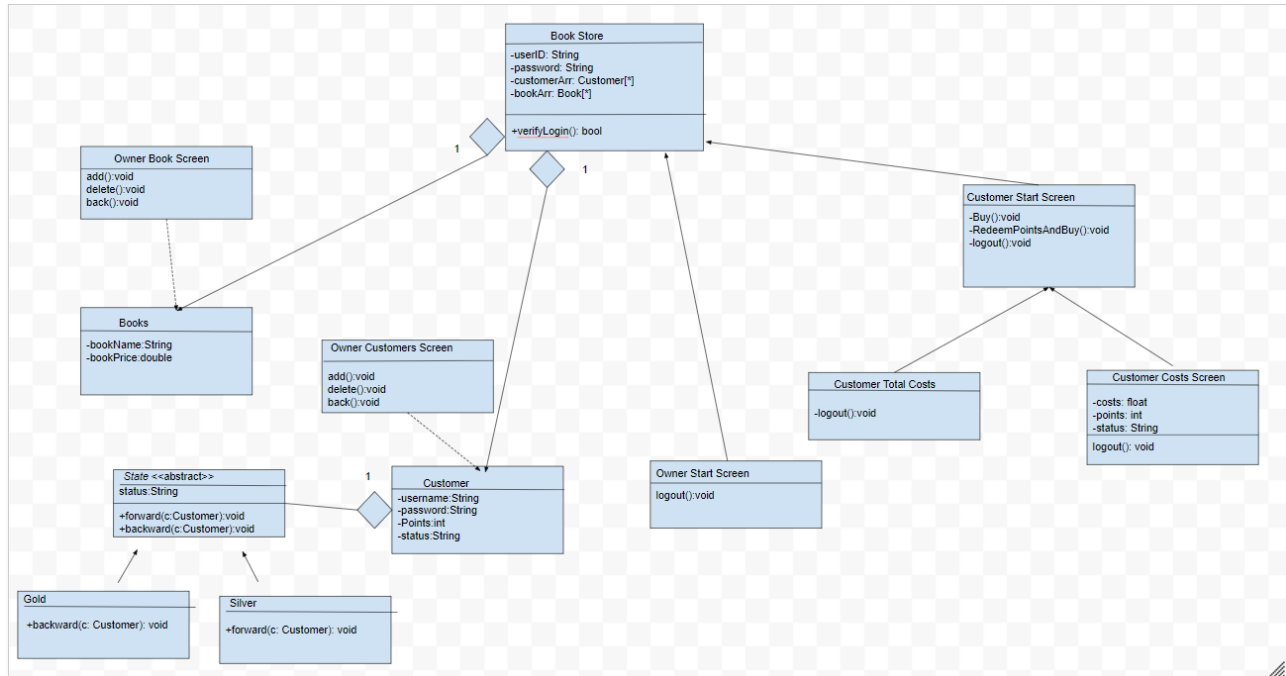 Book Store
-userID: String
-password: String
-customerArr: Customer[*]
-bookArr: Book[*]
+verifyLogin(): bool
1
1
Owner Book Screen
add():void
delete():void
back():void
Customer Start Screen
-Buy():void
-RedeemPointsAndBuy():void
-logout():void
Books
-bookName:String
-bookPrice:double
Owner Customers Screen
add():void
delete():void
back():void
Customer Total Costs
-logout():void
Customer Costs Screen
-costs: float
-points: int
-status: String
logout(): void
State <<abstract>>
status:String
+forward(c:Customer):void
+backward(c:Customer):void
1
Customer
-username:String
-password:String
-Points:int
-status:String
Owner Start Screen
logout():void
Gold
+backward(c: Customer): void
Silver
+forward(c: Customer): void